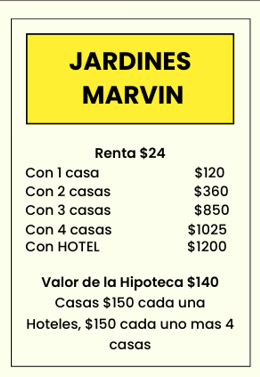 JARDINES
MARVIN
Renta $24
Con 1 casa $120
Con 2 casas $360
Con 3 casas $850
Con 4 casas $1025
Con HOTEL $1200
Valor de la Hipoteca $140
Casas $150 cada una
Hoteles, $150 cada uno mas 4
casas